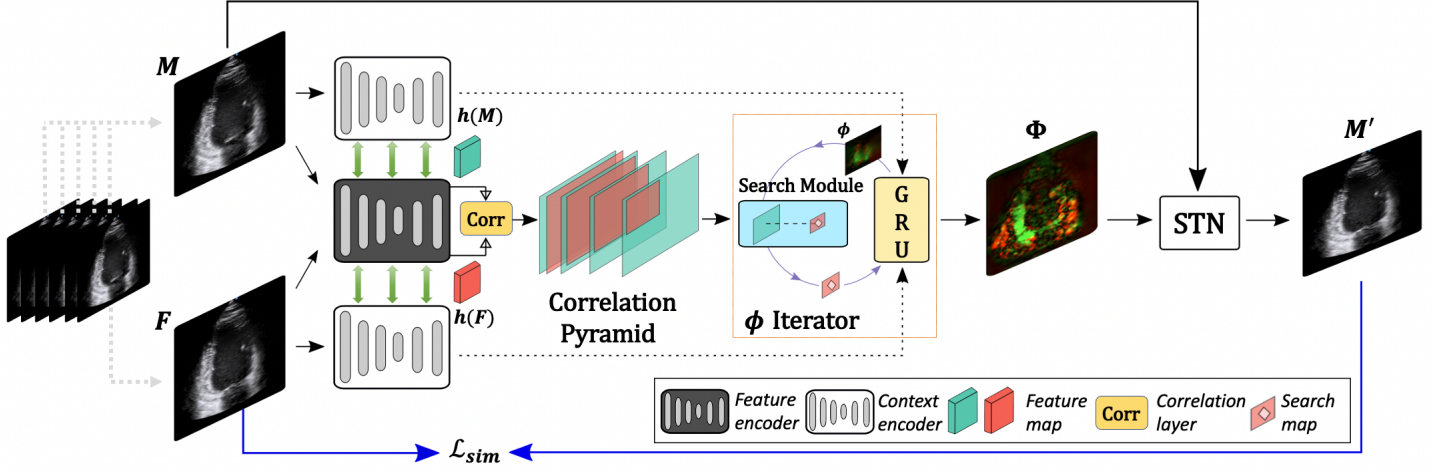 M
h(M)
Corr
h(F)
F
Correlation
Pyramid
Search Module
ϕ
G
R
U
ϕ Iterator
Φ
STN
M′
ℒsim
Feature
encoder
Context
encoder
Feature
map
Corr
Correlation
layer
Search
map